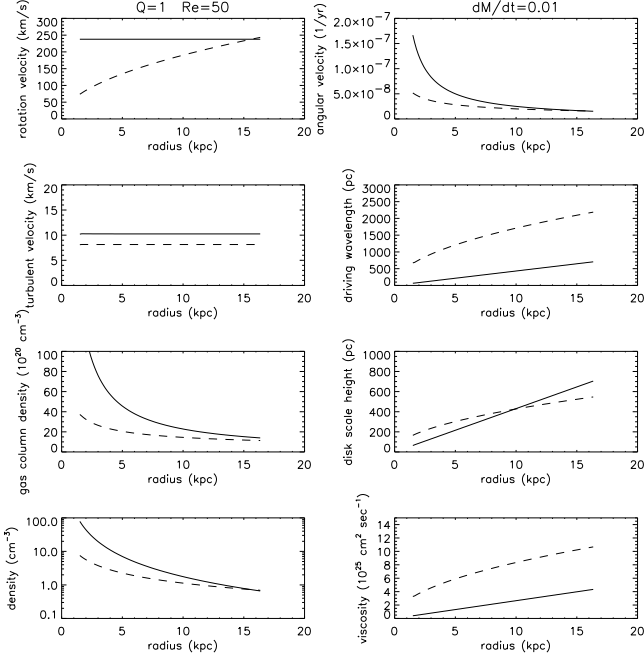 Q=1 Re=50
dM/dt=0.01
rotation velocity (km/s)
300
250
200
150
100
50
0
0 5 10 15 20
radius (kpc)
angular velocity (1/yr)
2.0×10⁻⁷
1.5×10⁻⁷
1.0×10⁻⁷
5.0×10⁻⁸
0
0 5 10 15 20
radius (kpc)
turbulent velocity (km/s)
20
15
10
5
0
0 5 10 15 20
radius (kpc)
driving wavelength (pc)
3000
2500
2000
1500
1000
500
0
0 5 10 15 20
radius (kpc)
gas column density (10²⁰ cm⁻³)
100
80
60
40
20
0
0 5 10 15 20
radius (kpc)
disk scale height (pc)
1000
800
600
400
200
0
0 5 10 15 20
radius (kpc)
density (cm⁻³)
100.0
10.0
1.0
0.1
0 5 10 15 20
radius (kpc)
viscosity (10²⁵ cm² sec⁻¹)
14
12
10
8
6
4
2
0
0 5 10 15 20
radius (kpc)